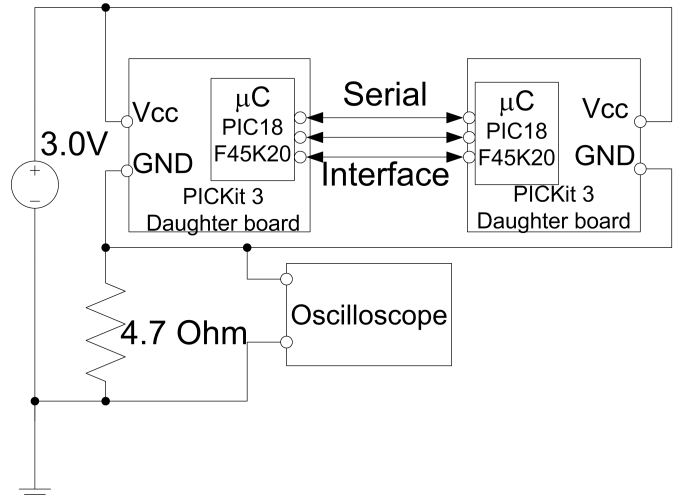 Vcc
μC
PIC18
F45K20
GND
PICKit 3
Daughter board
Serial
Interface
μC
PIC18
F45K20
Vcc
GND
PICKit 3
Daughter board
3.0V
+
−
4.7 Ohm
Oscilloscope